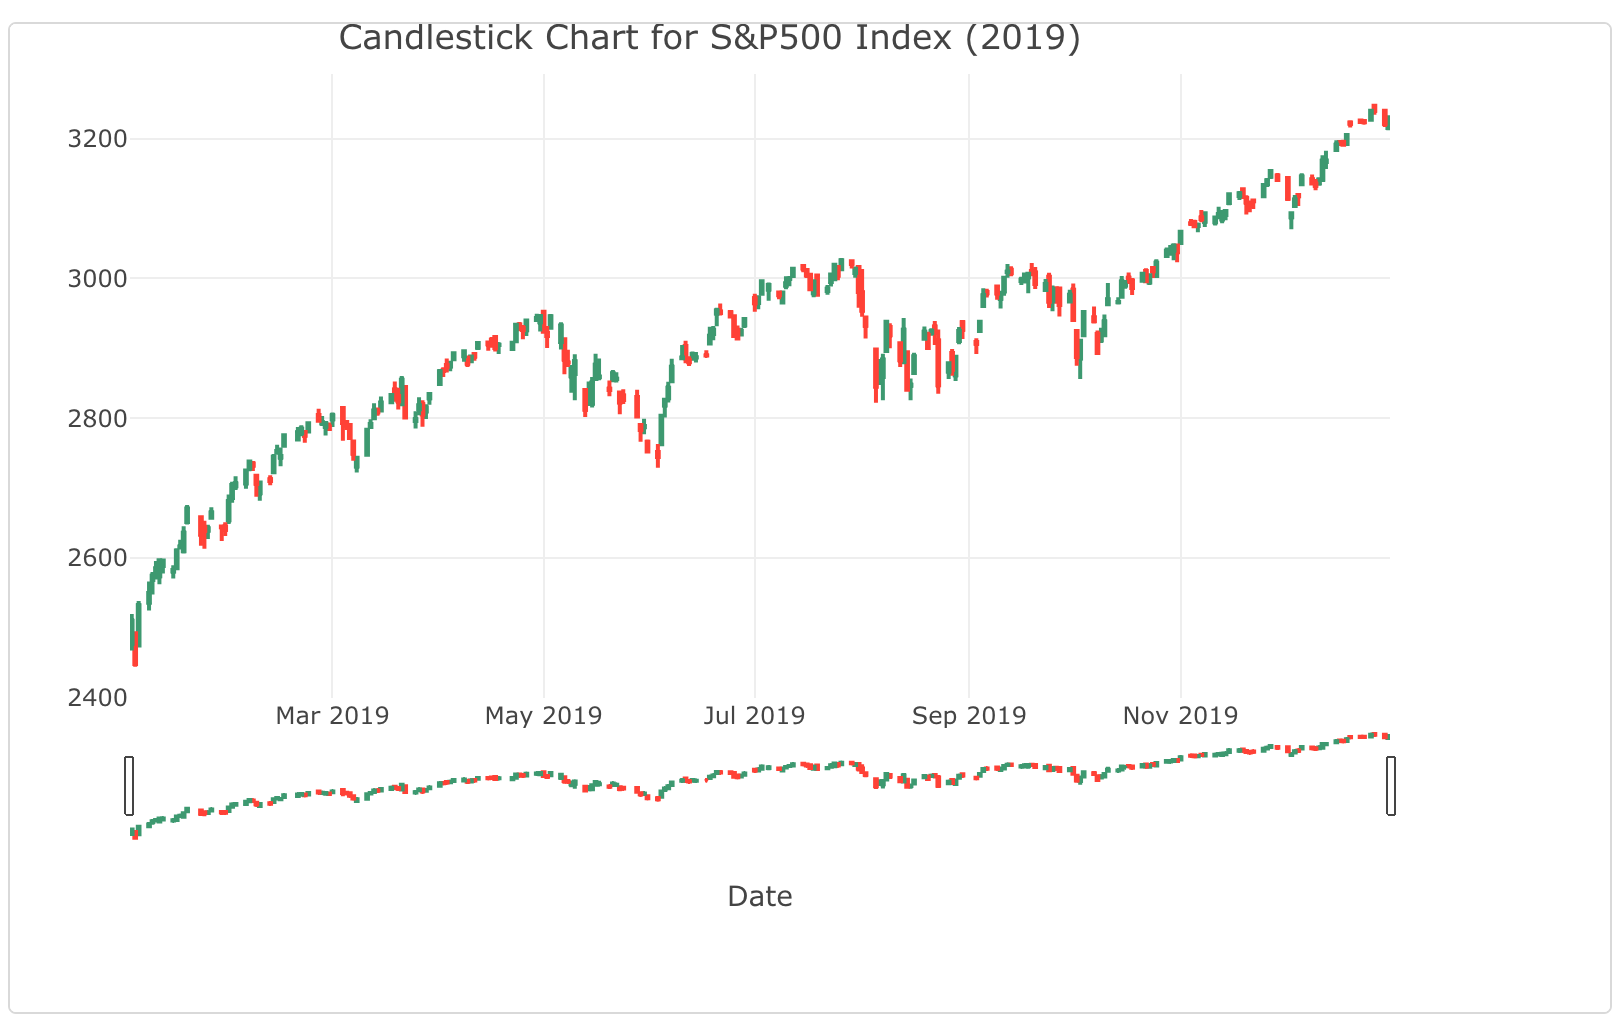 Candlestick Chart for S&P500 Index (2019)
3200
3000
2800
2600
2400
Mar 2019 May 2019 Jul 2019 Sep 2019 Nov 2019
Date